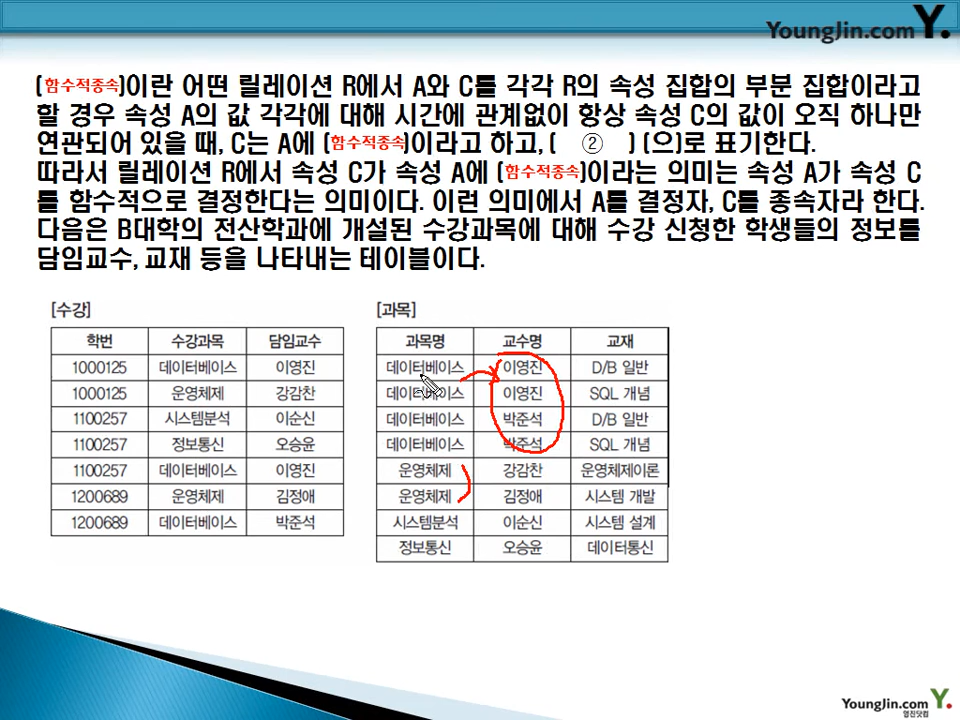 YoungJin.com Y.
(함수적종속)이란 어떤 릴레이션 R에서 A와 C를 각각 R의 속성 집합의 부분 집합이라고
할 경우 속성 A의 값 각각에 대해 시간에 관계없이 항상 속성 C의 값이 오직 하나만
연관되어 있을 때, C는 A에 (함수적종속)이라고 하고, ( ② ) (으)로 표기한다.
따라서 릴레이션 R에서 속성 C가 속성 A에 (함수적종속)이라는 의미는 속성 A가 속성 C
를 함수적으로 결정한다는 의미이다. 이런 의미에서 A를 결정자, C를 종속자라 한다.
다음은 B대학의 전산학과에 개설된 수강과목에 대해 수강 신청한 학생들의 정보를
담임교수, 교재 등을 나타내는 테이블이다.
[수강]
학번 수강과목 담임교수
1000125 데이터베이스 이영진
1000125 운영체제 강감찬
1100257 시스템분석 이순신
1100257 정보통신 오승윤
1100257 데이터베이스 이영진
1200689 운영체제 김정애
1200689 데이터베이스 박준석
[과목]
과목명 교수명 교재
데이터베이스 이영진 D/B 일반
데이터베이스 이영진 SQL 개념
데이터베이스 박준석 D/B 일반
데이터베이스 박준석 SQL 개념
운영체제 강감찬 운영체제이론
운영체제 김정애 시스템 개발
시스템분석 이순신 시스템 설계
정보통신 오승윤 데이터통신
YoungJin.com Y.
영진닷컴